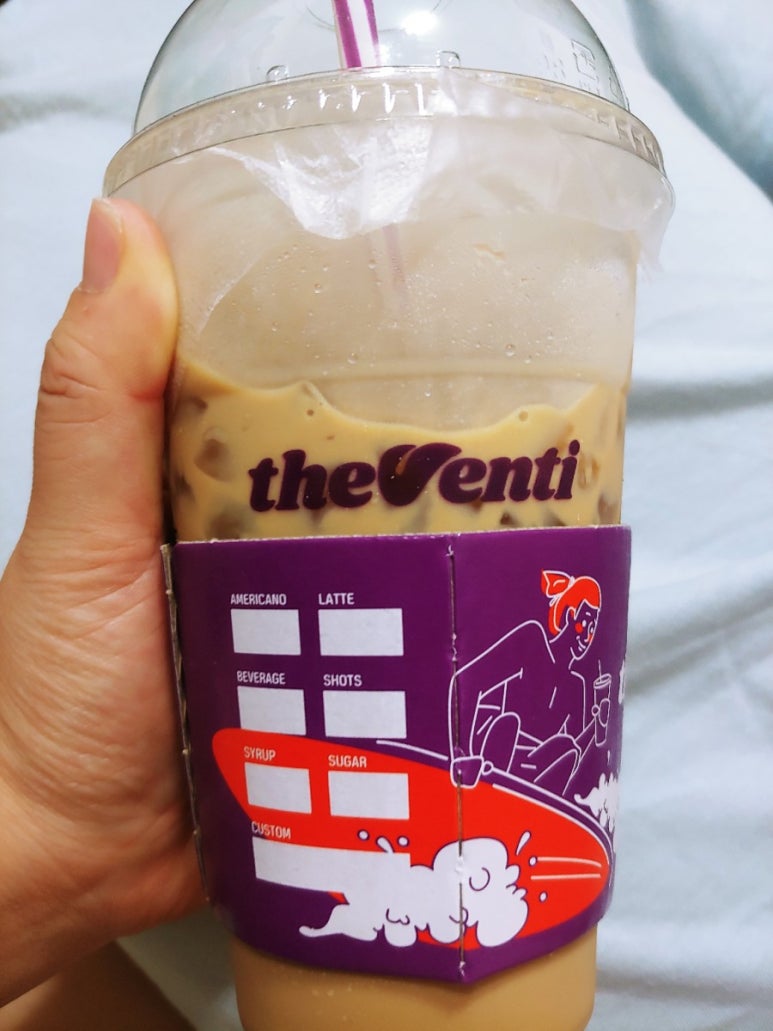 theVenti
AMERICANO LATTE
BEVERAGE SHOTS
SYRUP SUGAR
CUSTOM